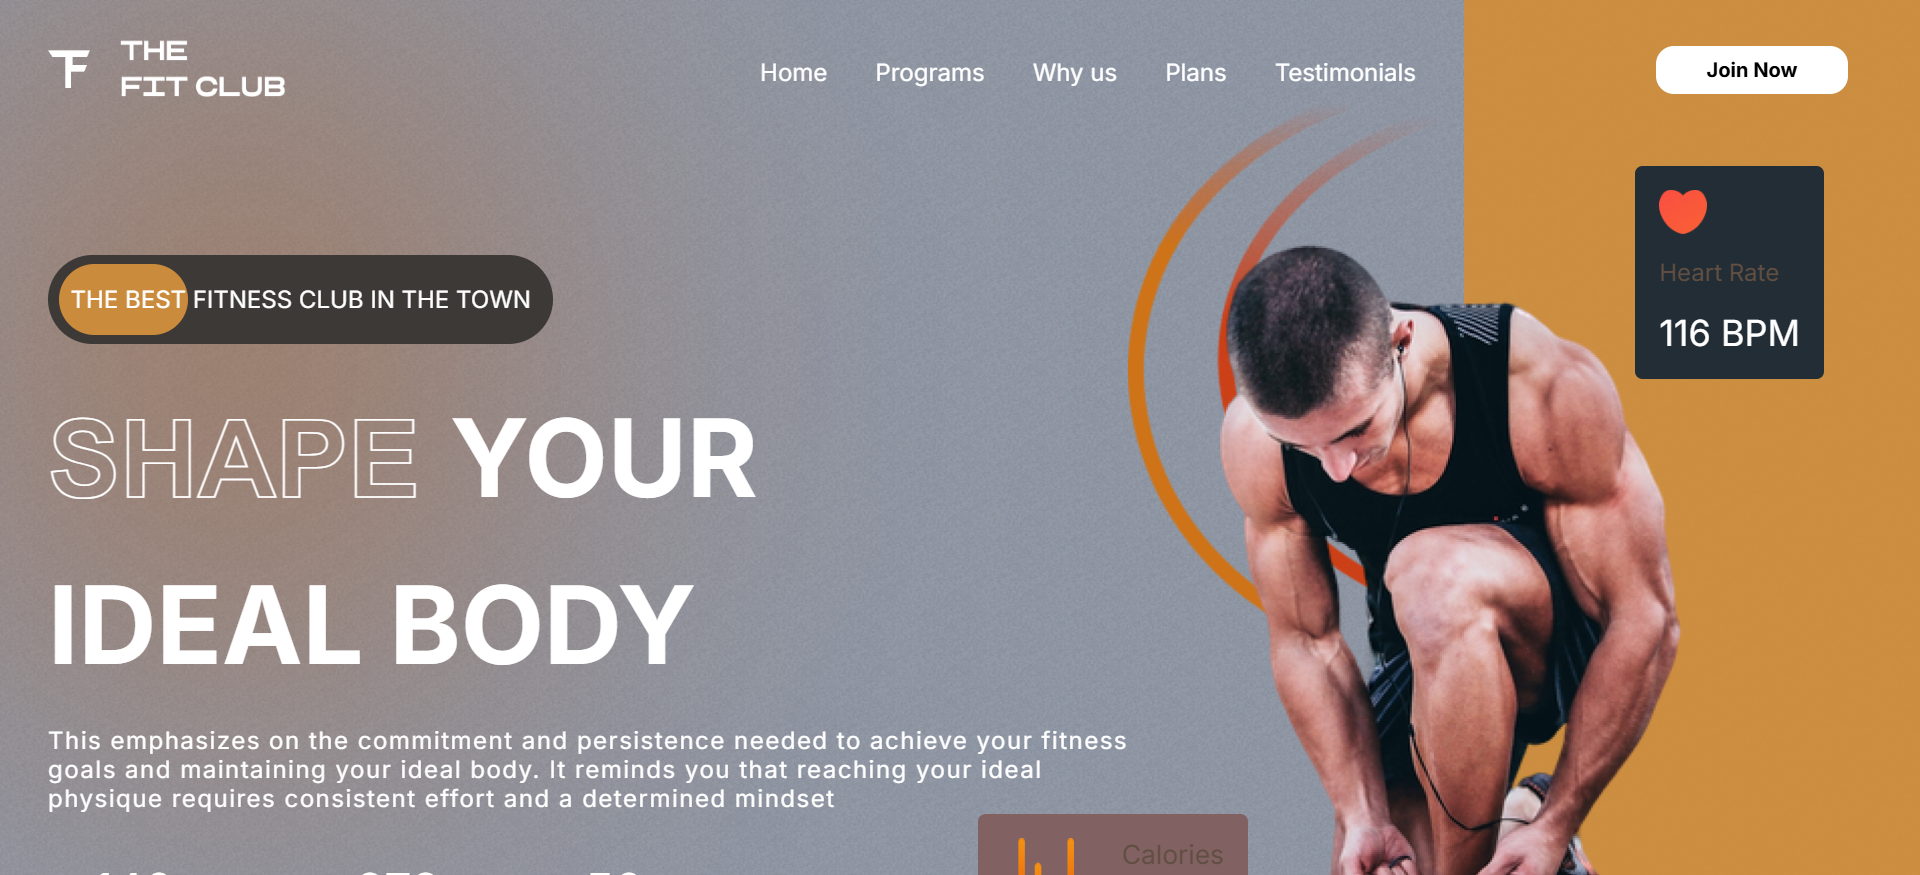 THE
FIT CLUB
Home Programs Why us Plans Testimonials
Join Now
Heart Rate
116 BPM
THE BEST FITNESS CLUB IN THE TOWN
SHAPE YOUR
IDEAL BODY
This emphasizes on the commitment and persistence needed to achieve your fitness
goals and maintaining your ideal body. It reminds you that reaching your ideal
physique requires consistent effort and a determined mindset
Calories